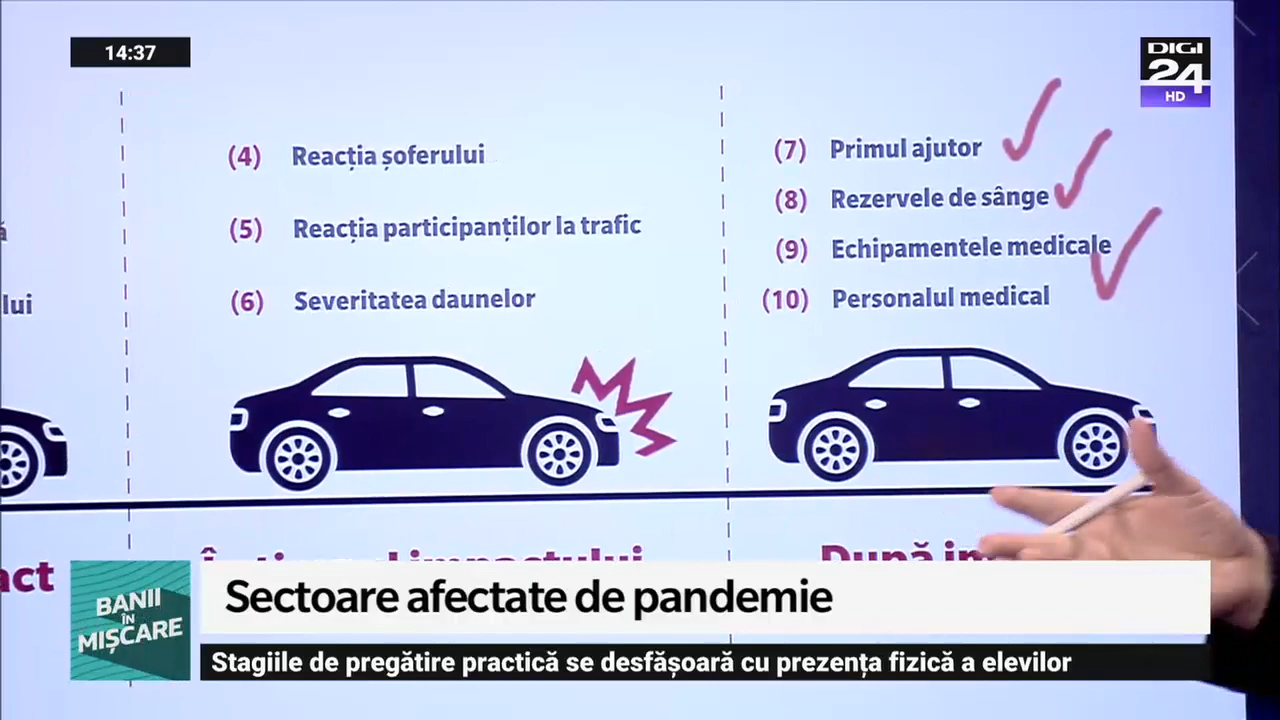 14:37
DIGI
24
HD
(4) Reacția șoferului
(5) Reacția participanților la trafic
(6) Severitatea daunelor
(7) Primul ajutor
(8) Rezervele de sânge
(9) Echipamentele medicale
(10) Personalul medical
BANII
ÎN
MIȘCARE
Sectoare afectate de pandemie
Stagiile de pregătire practică se desfășoară cu prezența fizică a elevilor